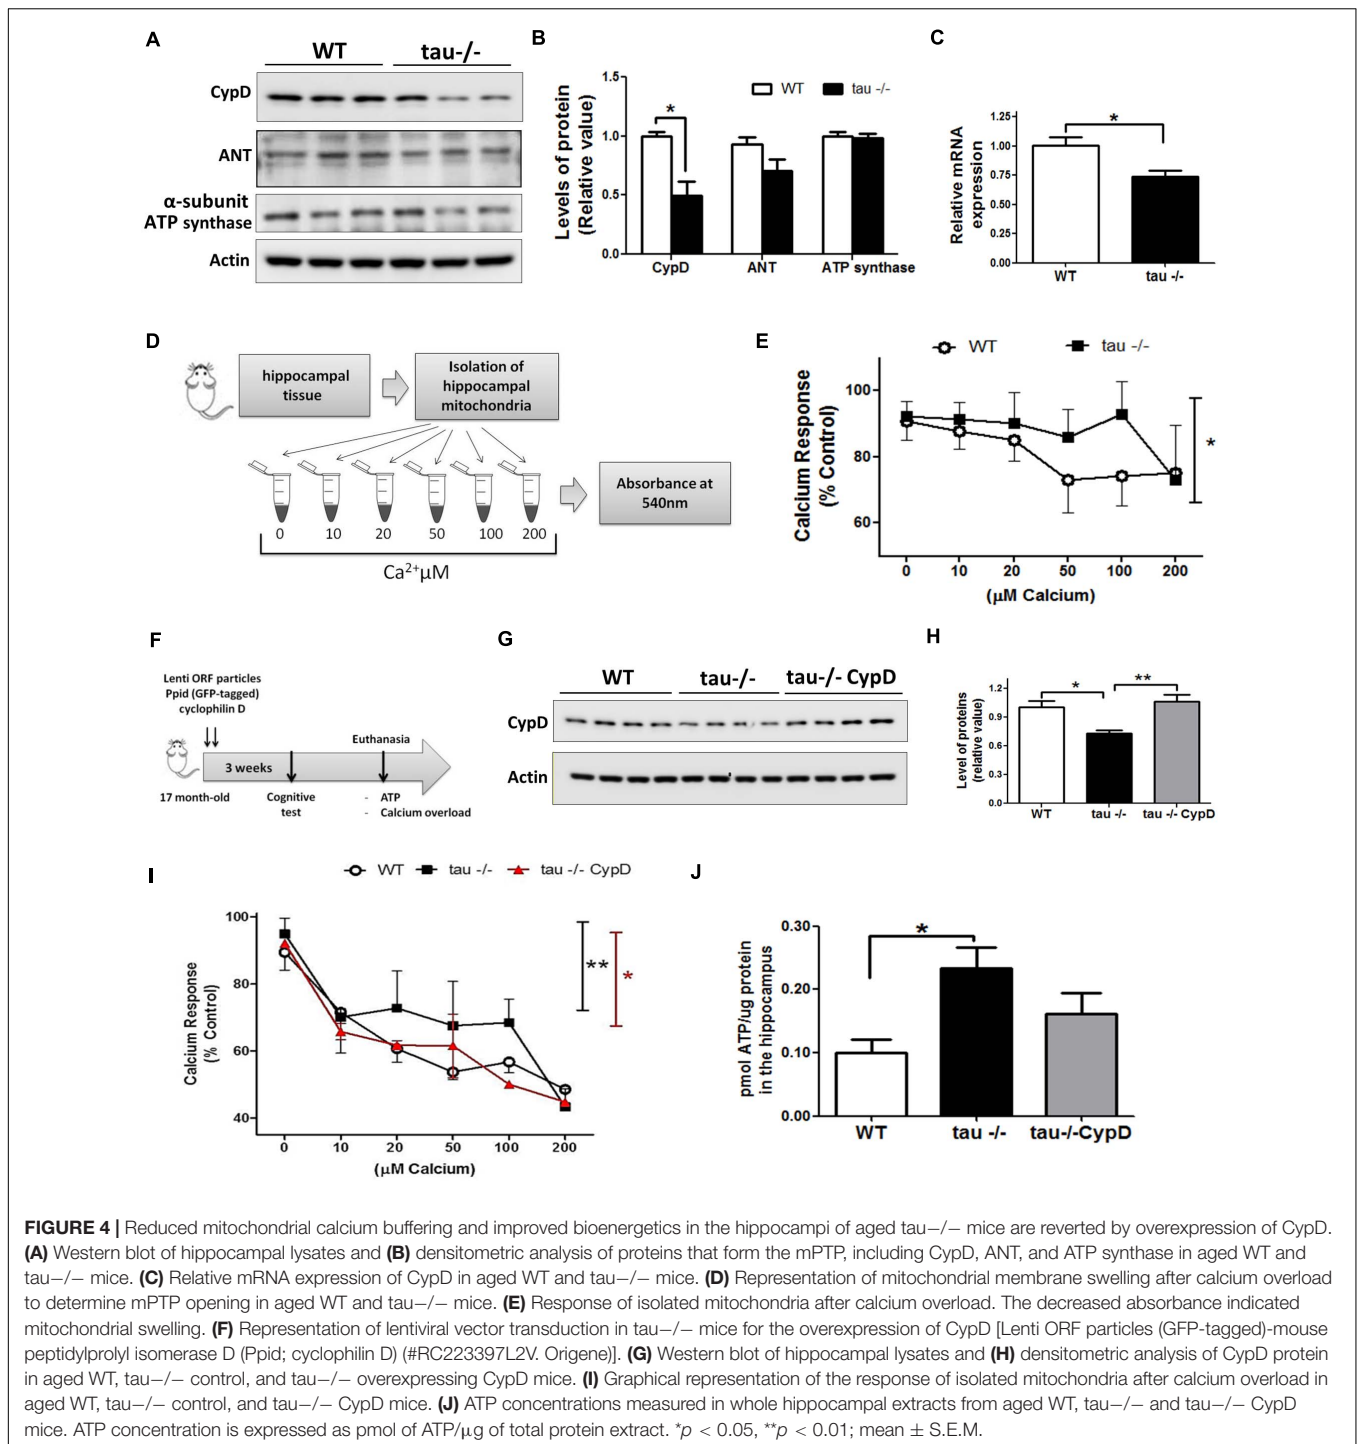 A
WT
tau-/-
CypD
ANT
α-subunit
ATP synthase
Actin
B
Levels of protein
(Relative value)
1.5
1.0
0.5
0.0
WT
tau -/-
*
CypD
ANT
ATP synthase
C
Relative mRNA
expression
1.25
1.00
0.75
0.50
0.25
0.00
*
WT
tau -/-
D
hippocampal
tissue
Isolation of
hippocampal
mitochondria
0
10
20
50
100
200
Ca²⁺μM
Absorbance at
540nm
E
WT
tau -/-
Calcium Response
(% Control)
100
80
60
*
0
10
20
50
100
200
(μM Calcium)
F
Lenti ORF particles
Ppid (GFP-tagged)
cyclophilin D
Euthanasia
3 weeks
17 month-old
Cognitive
test
- ATP
- Calcium overload
G
WT
tau-/-
tau-/- CypD
CypD
Actin
H
Level of proteins
(relative value)
1.2
0.9
0.6
0.3
0.0
*
**
WT
tau -/-
tau -/- CypD
I
WT
tau -/-
tau -/- CypD
Calcium Response
(% Control)
100
80
60
40
**
*
0
10
20
50
100
200
(μM Calcium)
J
pmol ATP/ug protein
in the hippocampus
0.30
0.20
0.10
0.00
*
WT
tau -/-
tau-/-CypD
FIGURE 4 | Reduced mitochondrial calcium buffering and improved bioenergetics in the hippocampi of aged tau−/− mice are reverted by overexpression of CypD.
(A) Western blot of hippocampal lysates and (B) densitometric analysis of proteins that form the mPTP, including CypD, ANT, and ATP synthase in aged WT and
tau−/− mice. (C) Relative mRNA expression of CypD in aged WT and tau−/− mice. (D) Representation of mitochondrial membrane swelling after calcium overload
to determine mPTP opening in aged WT and tau−/− mice. (E) Response of isolated mitochondria after calcium overload. The decreased absorbance indicated
mitochondrial swelling. (F) Representation of lentiviral vector transduction in tau−/− mice for the overexpression of CypD [Lenti ORF particles (GFP-tagged)-mouse
peptidylprolyl isomerase D (Ppid; cyclophilin D) (#RC223397L2V. Origene)]. (G) Western blot of hippocampal lysates and (H) densitometric analysis of CypD protein
in aged WT, tau−/− control, and tau−/− overexpressing CypD mice. (I) Graphical representation of the response of isolated mitochondria after calcium overload in
aged WT, tau−/− control, and tau−/− CypD mice. (J) ATP concentrations measured in whole hippocampal extracts from aged WT, tau−/− and tau−/− CypD
mice. ATP concentration is expressed as pmol of ATP/μg of total protein extract. *p < 0.05, **p < 0.01; mean ± S.E.M.